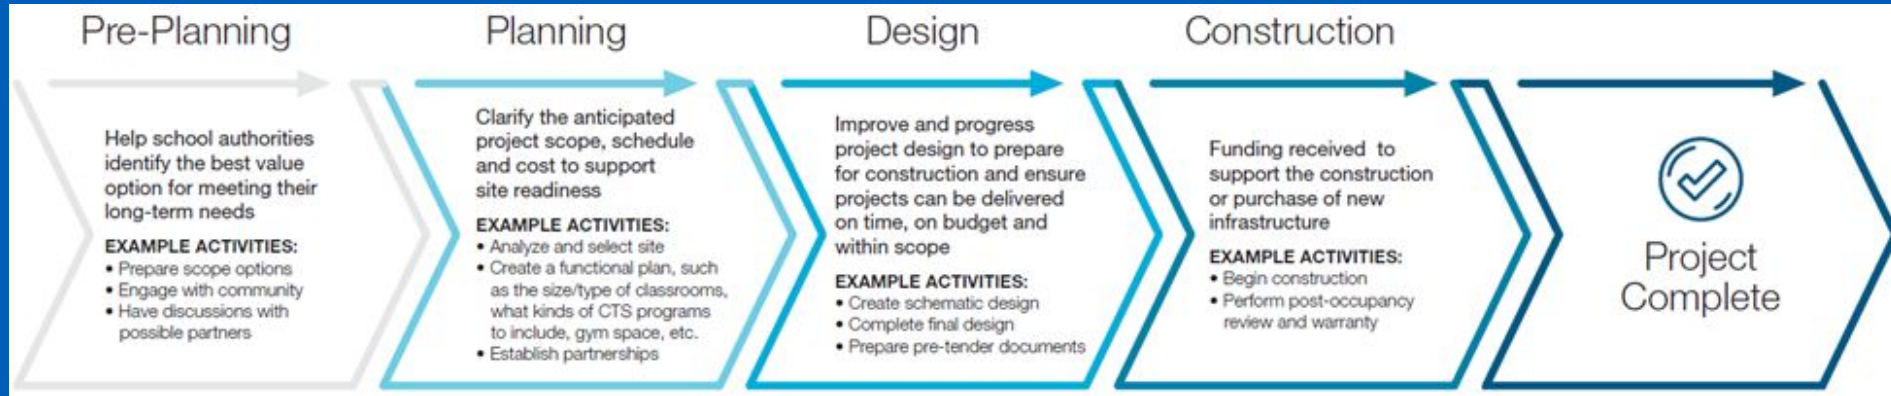 Pre-Planning
Help school authorities
identify the best value
option for meeting their
long-term needs
EXAMPLE ACTIVITIES:
• Prepare scope options
• Engage with community
• Have discussions with
possible partners
Planning
Clarify the anticipated
project scope, schedule
and cost to support
site readiness
EXAMPLE ACTIVITIES:
• Analyze and select site
• Create a functional plan, such
as the size/type of classrooms,
what kinds of CTS programs
to include, gym space, etc.
• Establish partnerships
Design
Improve and progress
project design to prepare
for construction and ensure
projects can be delivered
on time, on budget and
within scope
EXAMPLE ACTIVITIES:
• Create schematic design
• Complete final design
• Prepare pre-tender documents
Construction
Funding received to
support the construction
or purchase of new
infrastructure
EXAMPLE ACTIVITIES:
• Begin construction
• Perform post-occupancy
review and warranty
Project
Complete